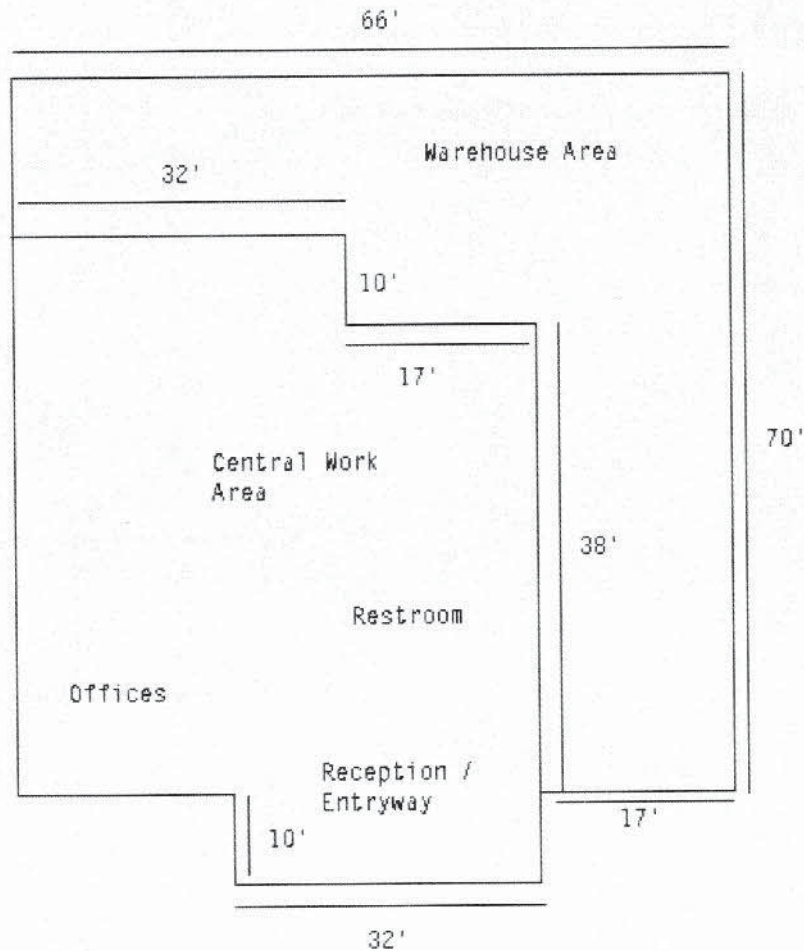 66'
Warehouse Area
32'
10'
17'
70'
Central Work
Area
38'
Restroom
Offices
Reception /
Entryway
17'
10'
32'